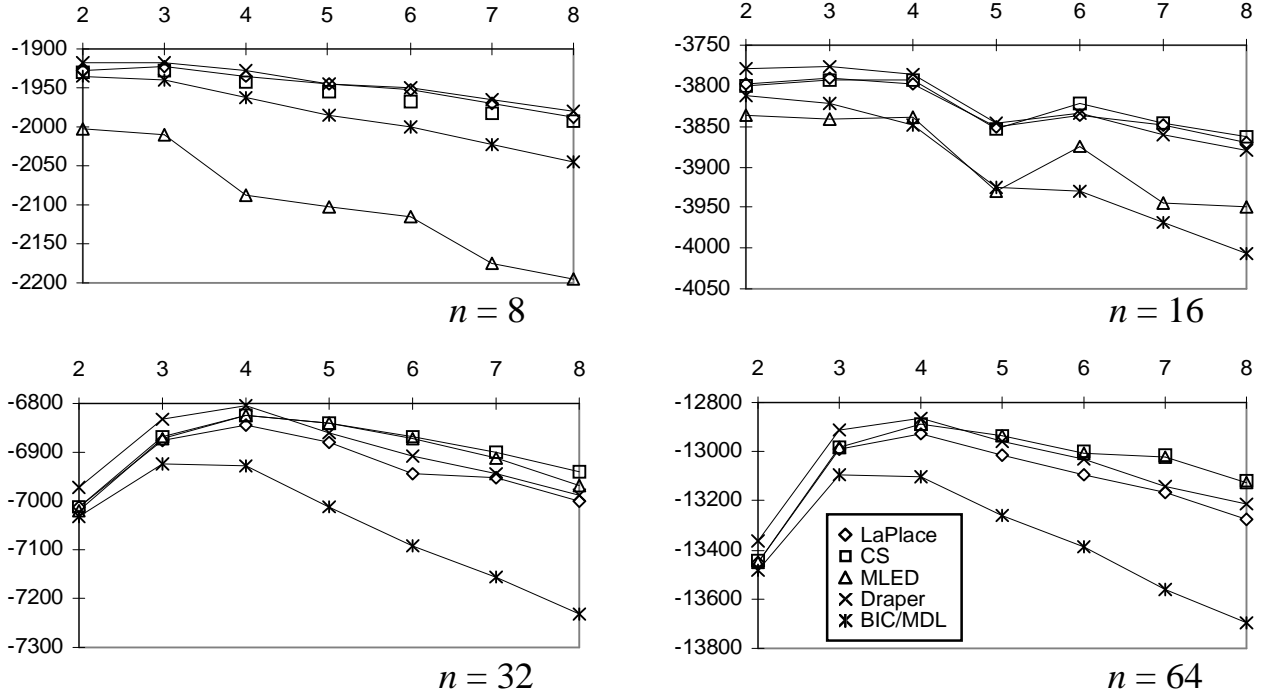 2 3 4 5 6 7 8
-1900
-1950
-2000
-2050
-2100
-2150
-2200
n = 8
2 3 4 5 6 7 8
-3750
-3800
-3850
-3900
-3950
-4000
-4050
n = 16
2 3 4 5 6 7 8
-6800
-6900
-7000
-7100
-7200
-7300
n = 32
2 3 4 5 6 7 8
-12800
-13000
-13200
-13400
-13600
-13800
LaPlace
CS
MLED
Draper
BIC/MDL
n = 64